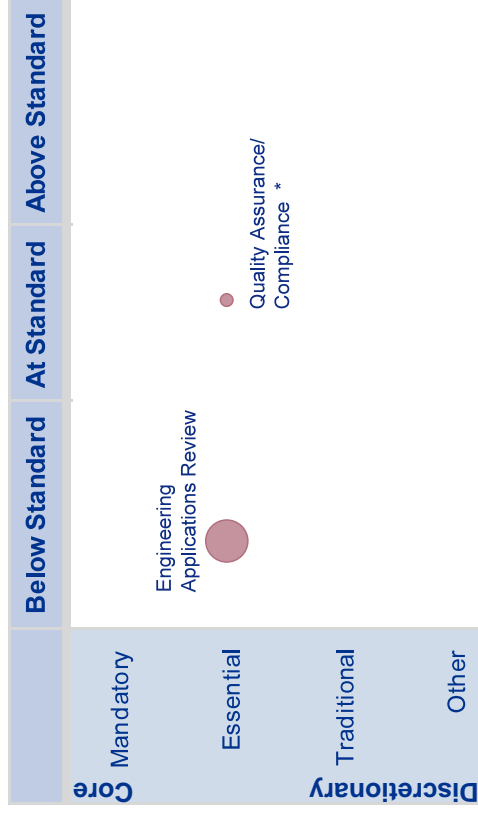 Below Standard
At Standard
Above Standard
Core
Mandatory
Engineering
Applications Review
Essential
Quality Assurance/
Compliance *
Discretionary
Traditional
Other